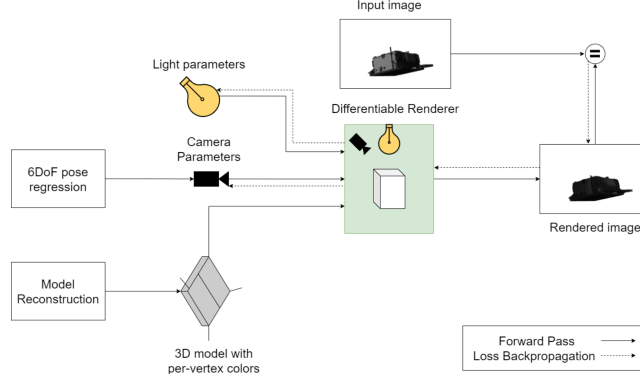 Input image
Light parameters
Differentiable Renderer
Camera
Parameters
6DoF pose
regression
Rendered image
Model
Reconstruction
3D model with
per-vertex colors
Forward Pass
Loss Backpropagation